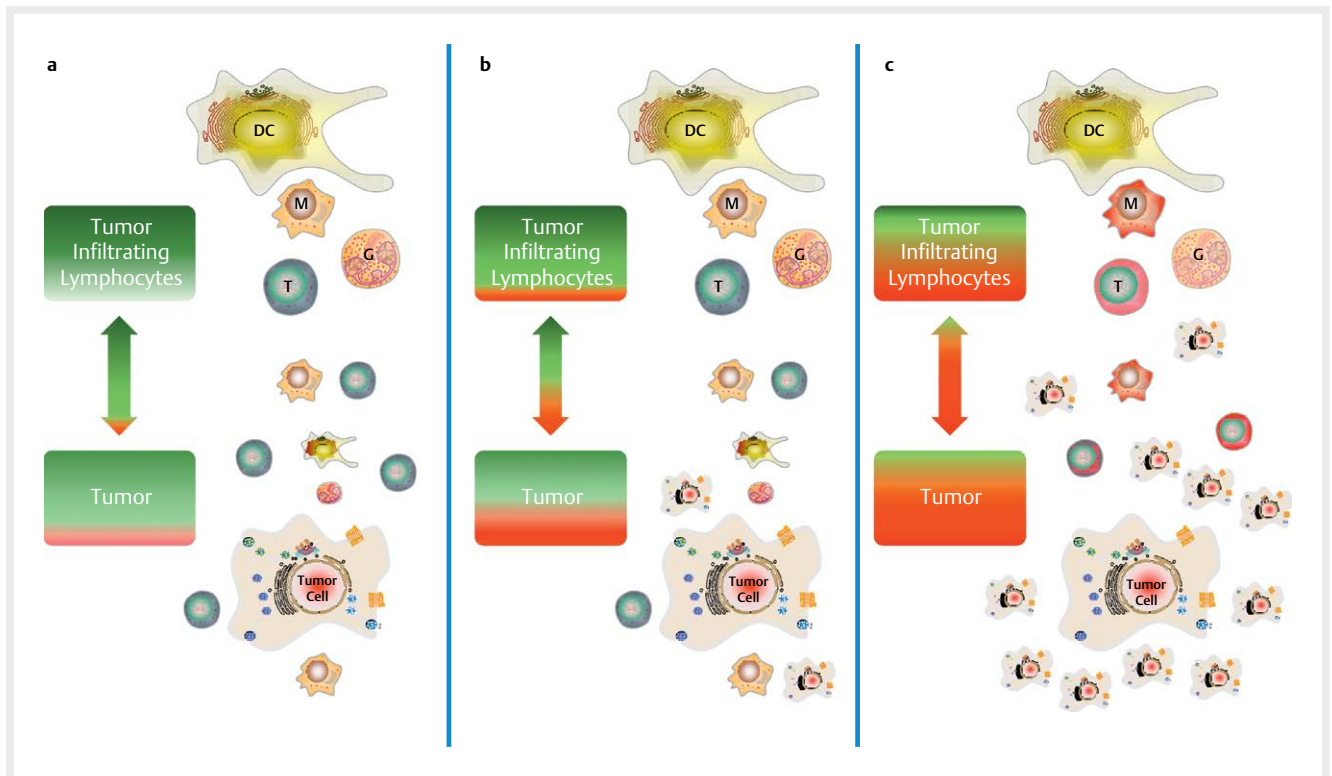 a
DC
M
G
T
Tumor
Infiltrating
Lymphocytes
Tumor
Tumor
Cell
b
DC
M
G
T
Tumor
Infiltrating
Lymphocytes
Tumor
Tumor
Cell
c
DC
M
G
T
Tumor
Infiltrating
Lymphocytes
Tumor
Tumor
Cell